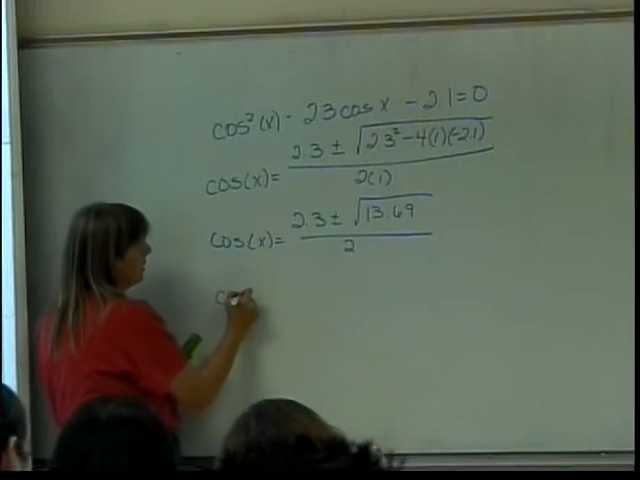 cos²(x) - 2.3cos x - 2.1 = 0
cos(x) = 2.3 ± √(2.3² - 4(1)(-2.1)) / 2(1)
cos(x) = 2.3 ± √13.69 / 2
co